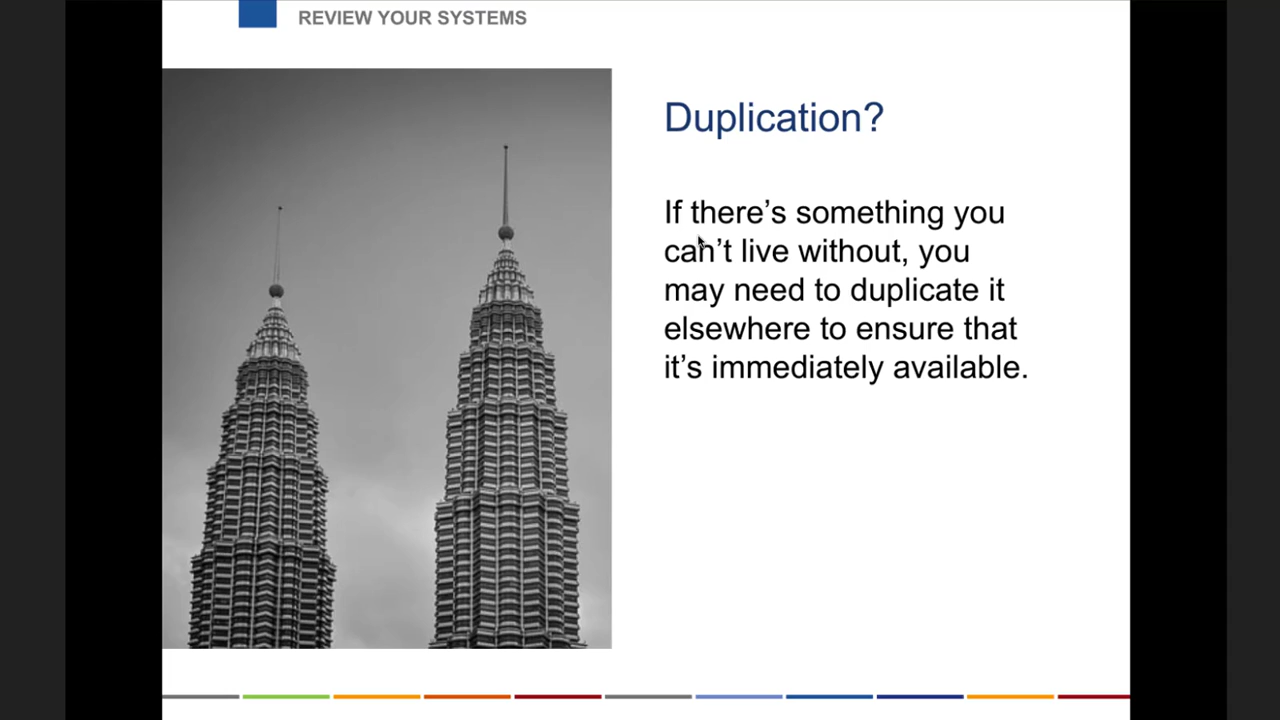 REVIEW YOUR SYSTEMS
Duplication?
If there’s something you
can’t live without, you
may need to duplicate it
elsewhere to ensure that
it’s immediately available.